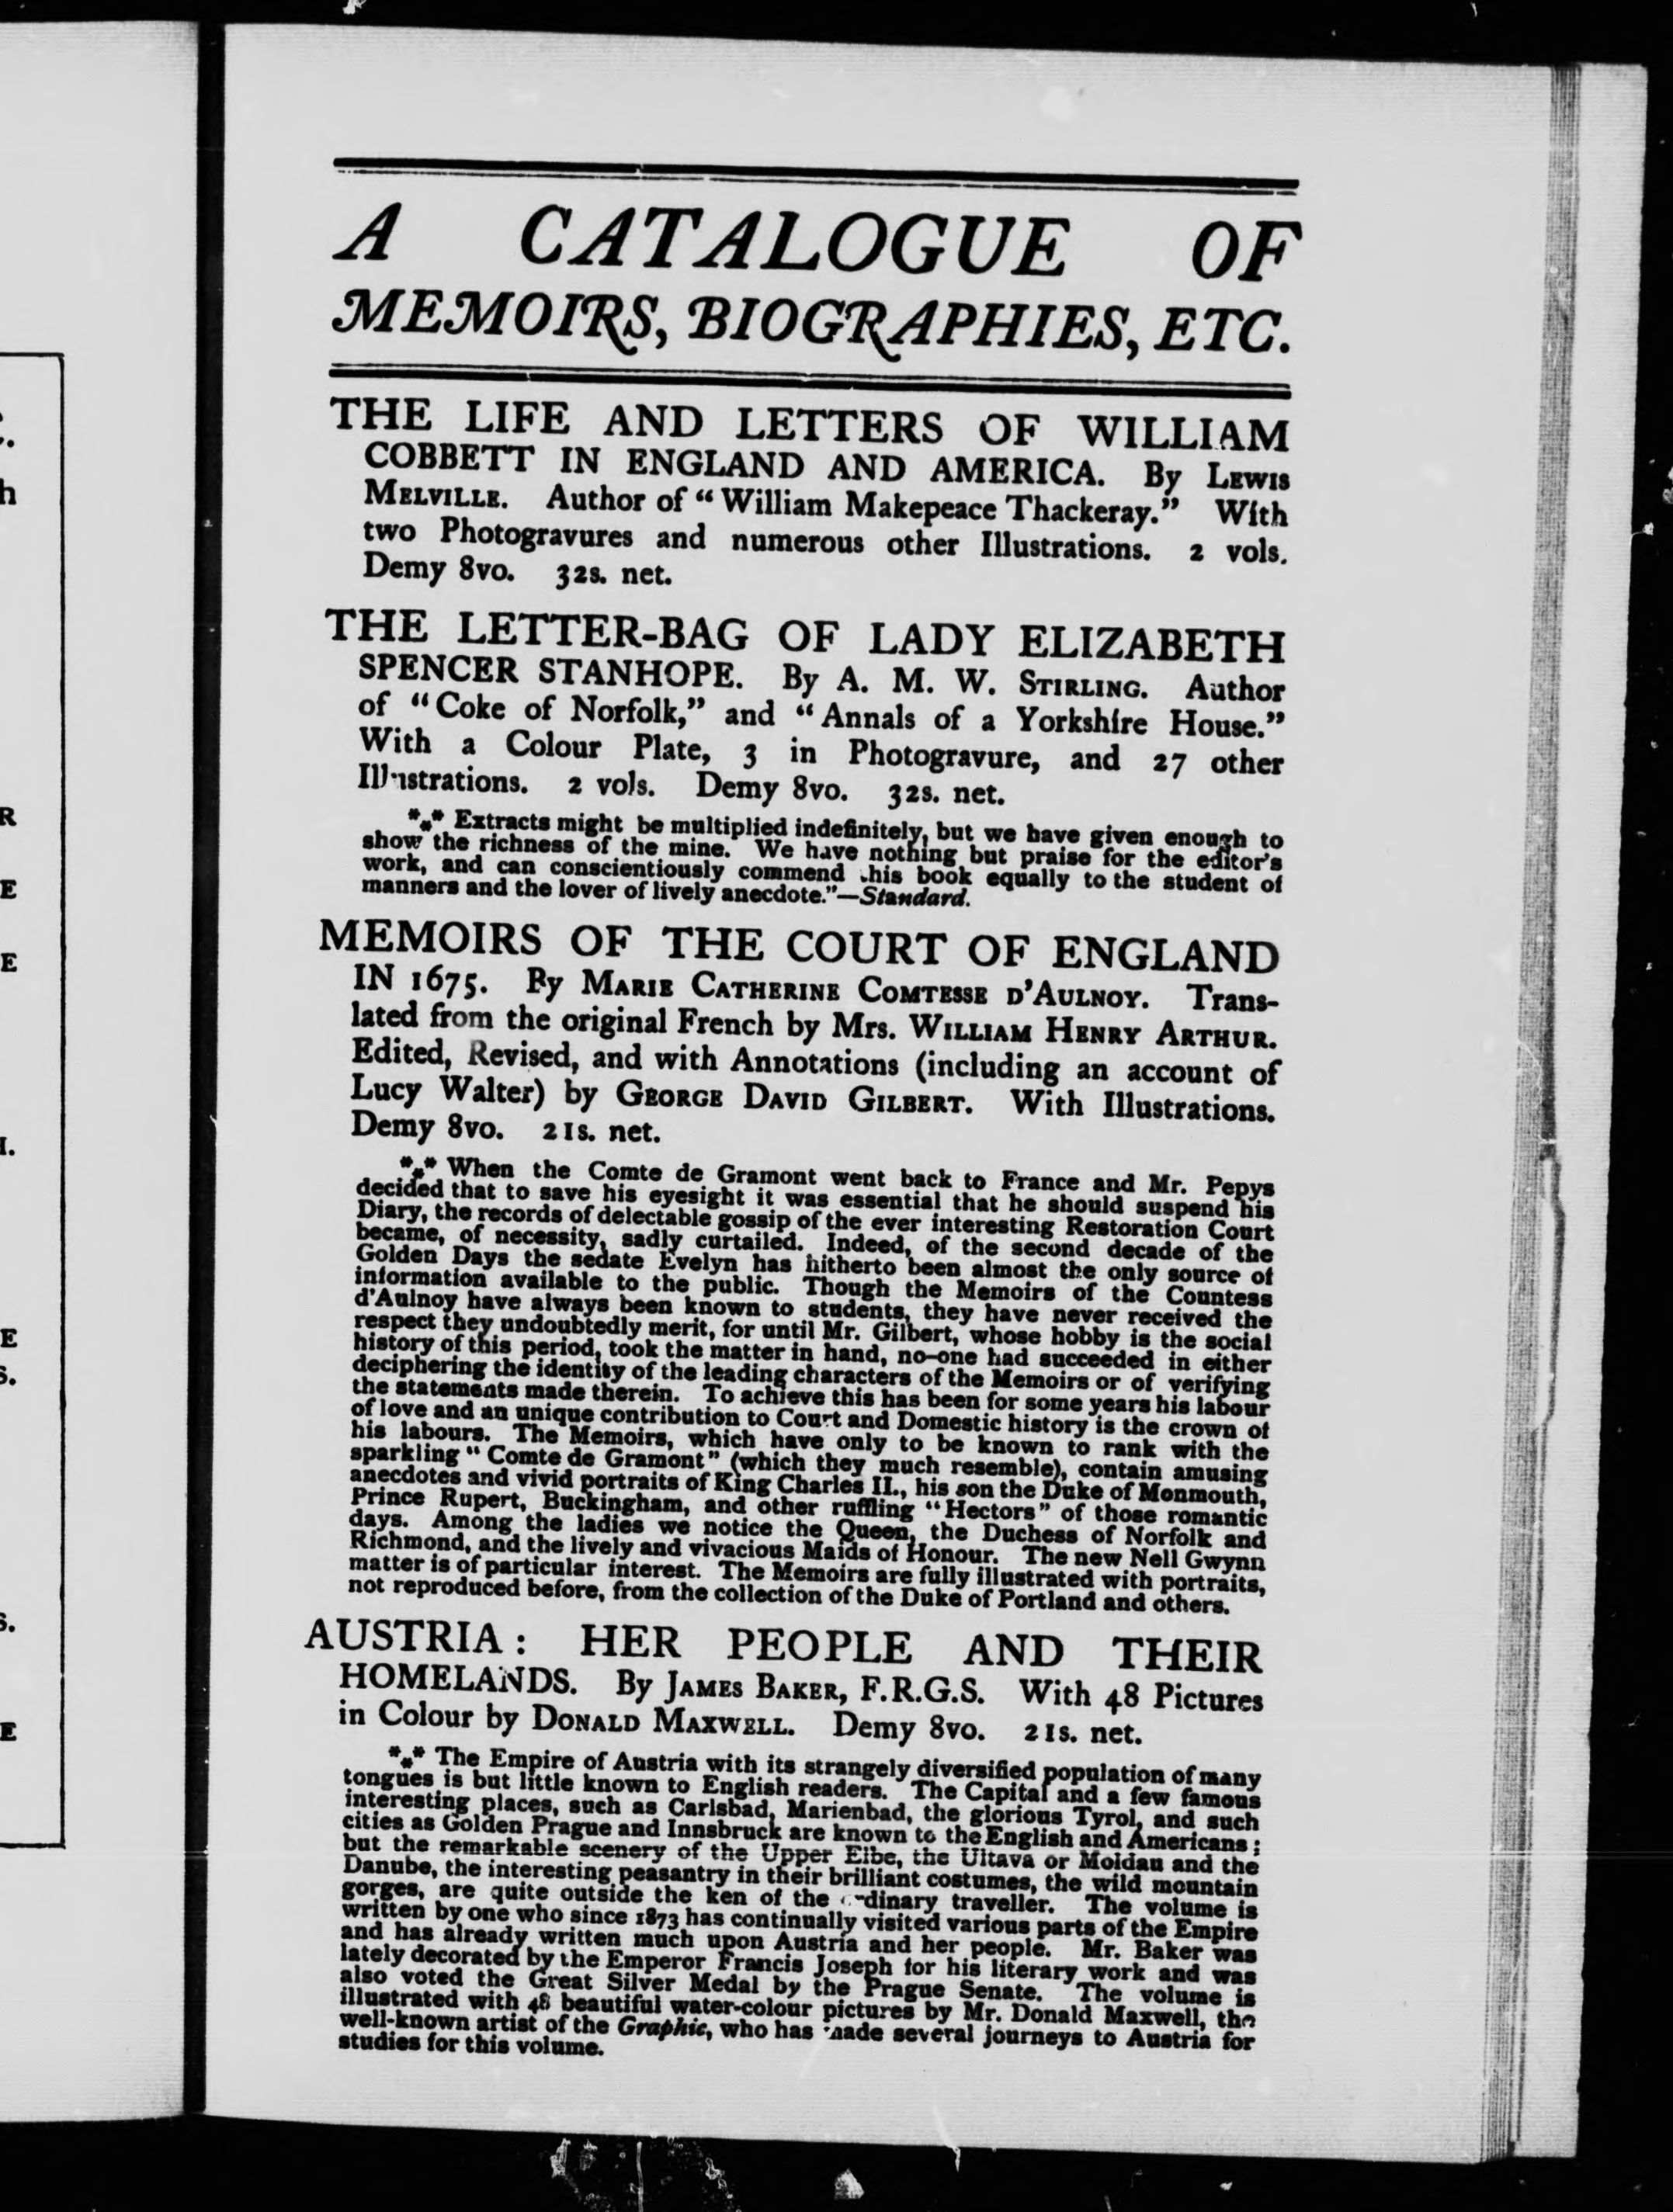 A CATALOGUE OF
MEMOIRS, BIOGRAPHIES, ETC.
THE LIFE AND LETTERS OF WILLIAM
COBBETT IN ENGLAND AND AMERICA. By LEWIS
MELVILLE. Author of “William Makepeace Thackeray.” With
two Photogravures and numerous other Illustrations. 2 vols.
Demy 8vo. 32s. net.
THE LETTER-BAG OF LADY ELIZABETH
SPENCER STANHOPE. By A. M. W. STIRLING. Author
of “Coke of Norfolk,” and “Annals of a Yorkshire House.”
With a Colour Plate, 3 in Photogravure, and 27 other
Illustrations. 2 vols. Demy 8vo. 32s. net.
*** Extracts might be multiplied indefinitely, but we have given enough to
show the richness of the mine. We have nothing but praise for the editor's
work, and can conscientiously commend this book equally to the student of
manners and the lover of lively anecdote.”—Standard.
MEMOIRS OF THE COURT OF ENGLAND
IN 1675. By MARIE CATHERINE COMTESSE D'AULNOY. Trans-
lated from the original French by Mrs. WILLIAM HENRY ARTHUR.
Edited, Revised, and with Annotations (including an account of
Lucy Walter) by GEORGE DAVID GILBERT. With Illustrations.
Demy 8vo. 21s. net.
*** When the Comte de Gramont went back to France and Mr. Pepys
decided that to save his eyesight it was essential that he should suspend his
Diary, the records of delectable gossip of the ever interesting Restoration Court
became, of necessity, sadly curtailed. Indeed, of the second decade of the
Golden Days the sedate Evelyn has hitherto been almost the only source of
information available to the public. Though the Memoirs of the Countess
d'Aulnoy have always been known to students, they have never received the
respect they undoubtedly merit, for until Mr. Gilbert, whose hobby is the social
history of this period, took the matter in hand, no-one had succeeded in either
deciphering the identity of the leading characters of the Memoirs or of verifying
the statements made therein. To achieve this has been for some years his labour
of love and an unique contribution to Court and Domestic history is the crown of
his labours. The Memoirs, which have only to be known to rank with the
sparkling “Comte de Gramont” (which they much resemble), contain amusing
anecdotes and vivid portraits of King Charles II., his son the Duke of Monmouth,
Prince Rupert, Buckingham, and other ruffling “Hectors” of those romantic
days. Among the ladies we notice the Queen, the Duchess of Norfolk and
Richmond, and the lively and vivacious Maids of Honour. The new Nell Gwynn
matter is of particular interest. The Memoirs are fully illustrated with portraits,
not reproduced before, from the collection of the Duke of Portland and others.
AUSTRIA: HER PEOPLE AND THEIR
HOMELANDS. By JAMES BAKER, F.R.G.S. With 48 Pictures
in Colour by DONALD MAXWELL. Demy 8vo. 21s. net.
*** The Empire of Austria with its strangely diversified population of many
tongues is but little known to English readers. The Capital and a few famous
interesting places, such as Carlsbad, Marienbad, the glorious Tyrol, and such
cities as Golden Prague and Innsbruck are known to the English and Americans;
but the remarkable scenery of the Upper Elbe, the Ultava or Moldau and the
Danube, the interesting peasantry in their brilliant costumes, the wild mountain
gorges, are quite outside the ken of the ordinary traveller. The volume is
written by one who since 1873 has continually visited various parts of the Empire
and has already written much upon Austria and her people. Mr. Baker was
lately decorated by the Emperor Francis Joseph for his literary work and was
also voted the Great Silver Medal by the Prague Senate. The volume is
illustrated with 48 beautiful water-colour pictures by Mr. Donald Maxwell, the
well-known artist of the Graphic, who has made several journeys to Austria for
studies for this volume.